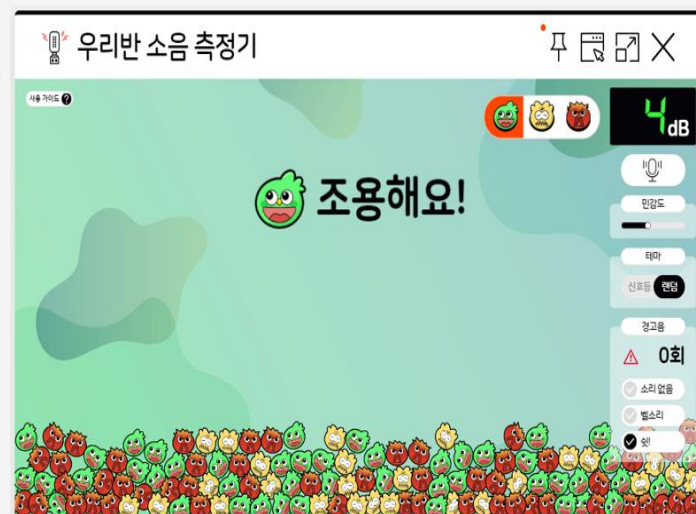 우리반 소음 측정기
사용 가이드 ?
4 dB
조용해요!
민감도
테마
신호등 랜덤
경고음
0회
소리 없음
벨소리
쉿!